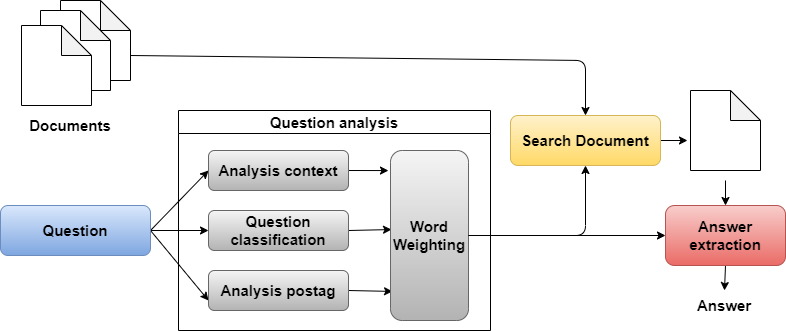 Documents
Question analysis
Search Document
Analysis context
Question
Question
classification
Word
Weighting
Answer
extraction
Analysis postag
Answer